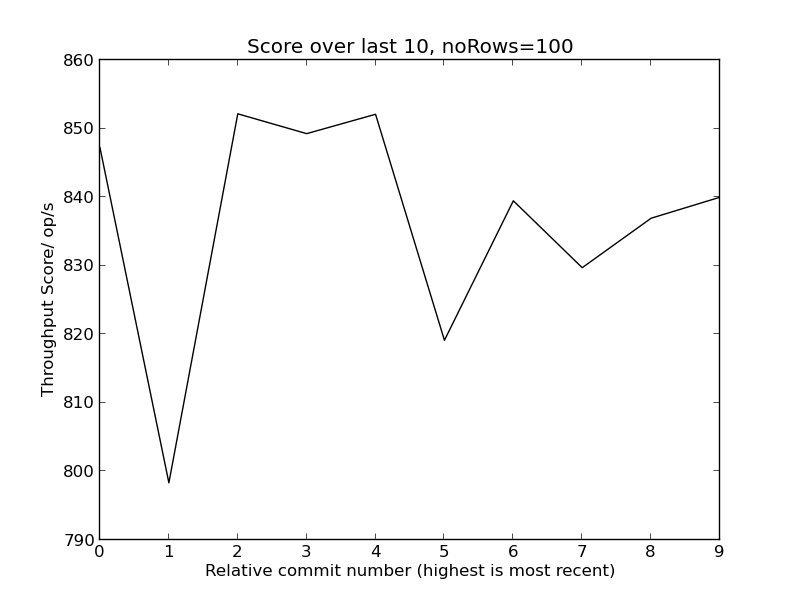 Score over last 10, noRows=100
860
850
840
830
820
810
800
790
Throughput Score/ op/s
0 1 2 3 4 5 6 7 8 9
Relative commit number (highest is most recent)